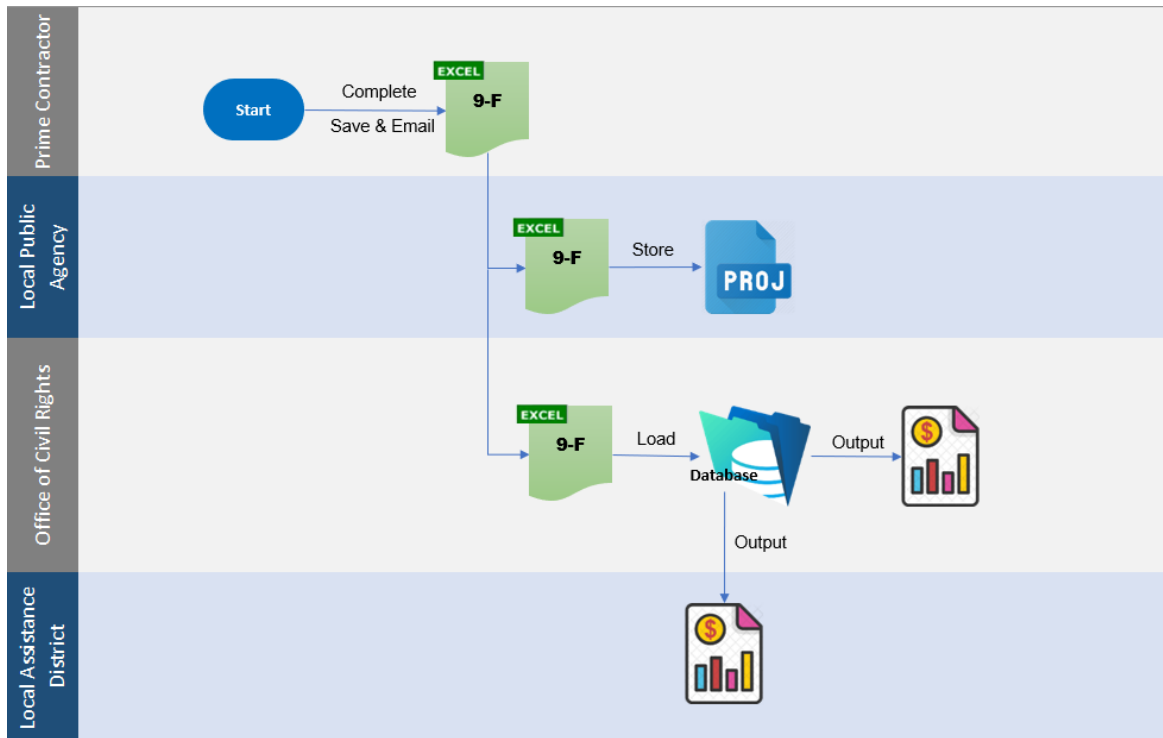 Prime Contractor
Start
Complete
Save & Email
EXCEL
9-F
Local Public
Agency
EXCEL
9-F
Store
PROJ
Office of Civil Rights
EXCEL
9-F
Load
Database
Output
$
Output
Local Assistance
District
$